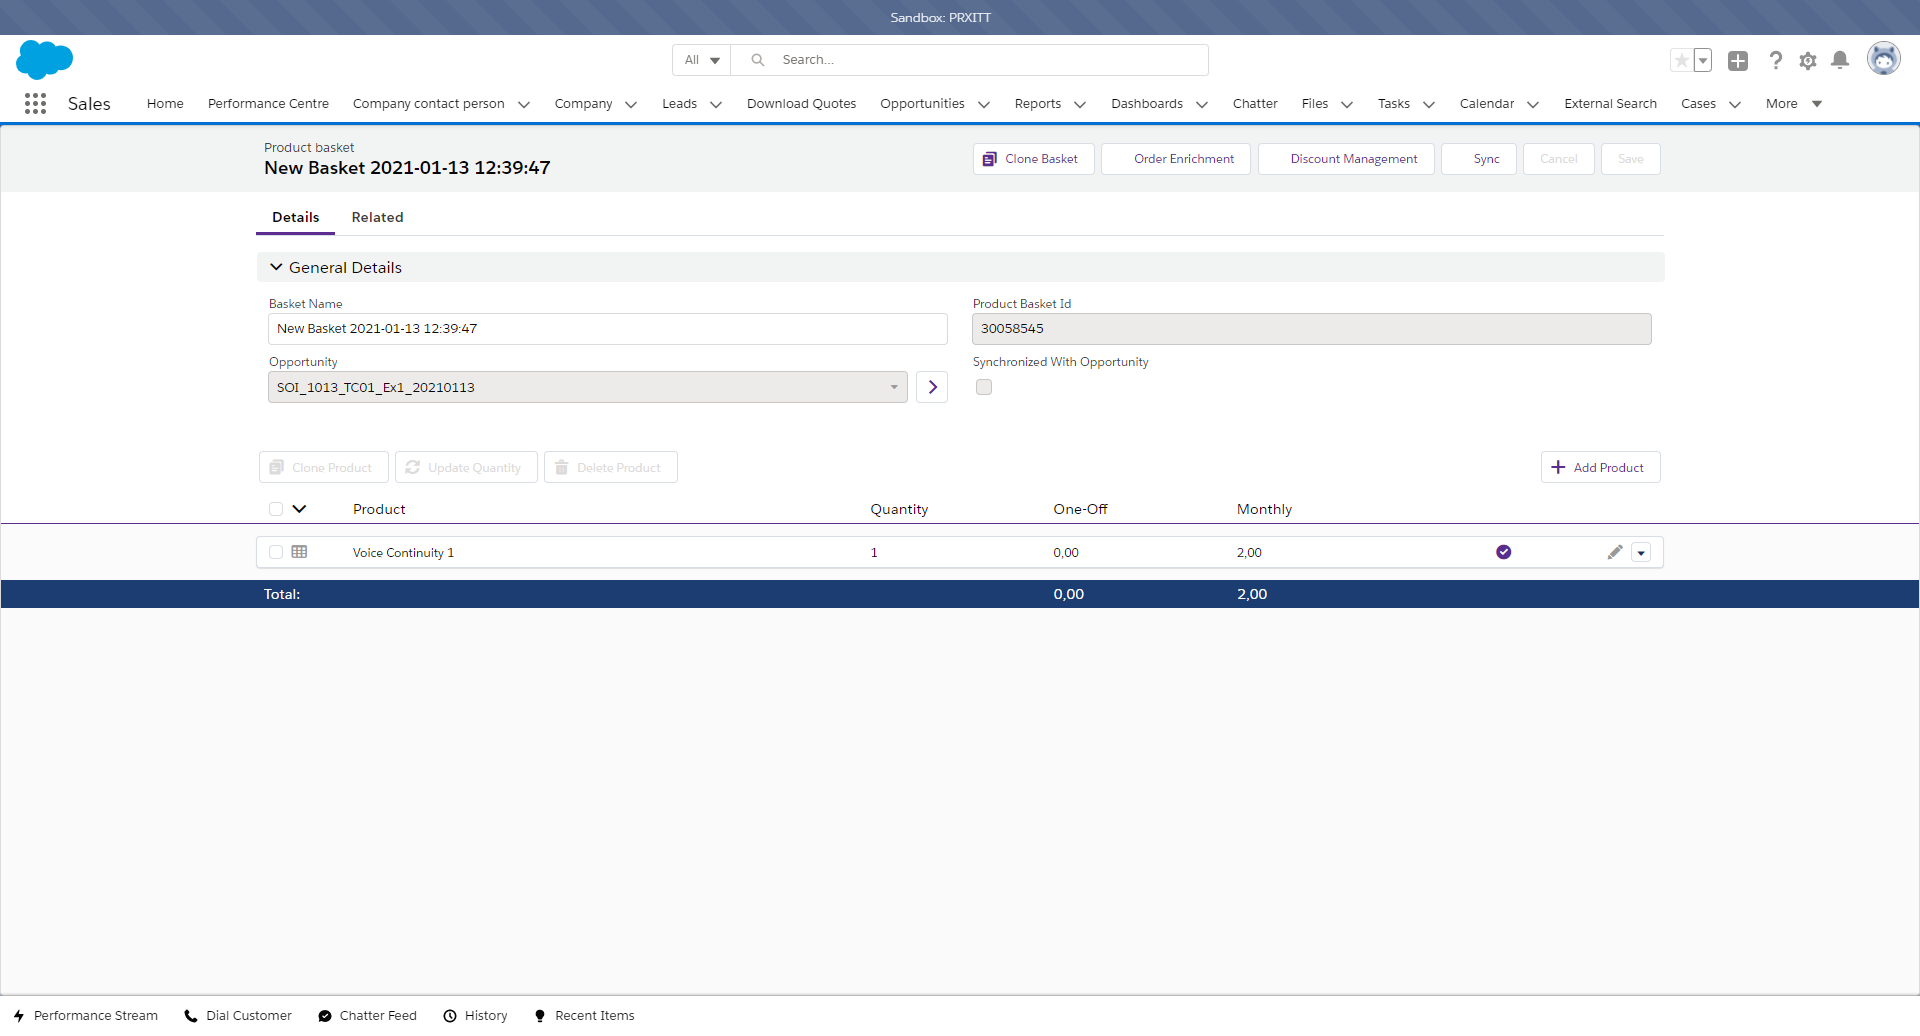 Sandbox: PRXITT
All
Search...
Sales
Home
Performance Centre
Company contact person
Company
Leads
Download Quotes
Opportunities
Reports
Dashboards
Chatter
Files
Tasks
Calendar
External Search
Cases
More
Product basket
New Basket 2021-01-13 12:39:47
Clone Basket
Order Enrichment
Discount Management
Sync
Cancel
Save
Details
Related
General Details
Basket Name
Product Basket Id
New Basket 2021-01-13 12:39:47
30058545
Opportunity
Synchronized With Opportunity
SOI_1013_TC01_Ex1_20210113
Clone Product
Update Quantity
Delete Product
Add Product
Product
Quantity
One-Off
Monthly
Voice Continuity 1
1
0,00
2,00
Total:
0,00
2,00
Performance Stream
Dial Customer
Chatter Feed
History
Recent Items